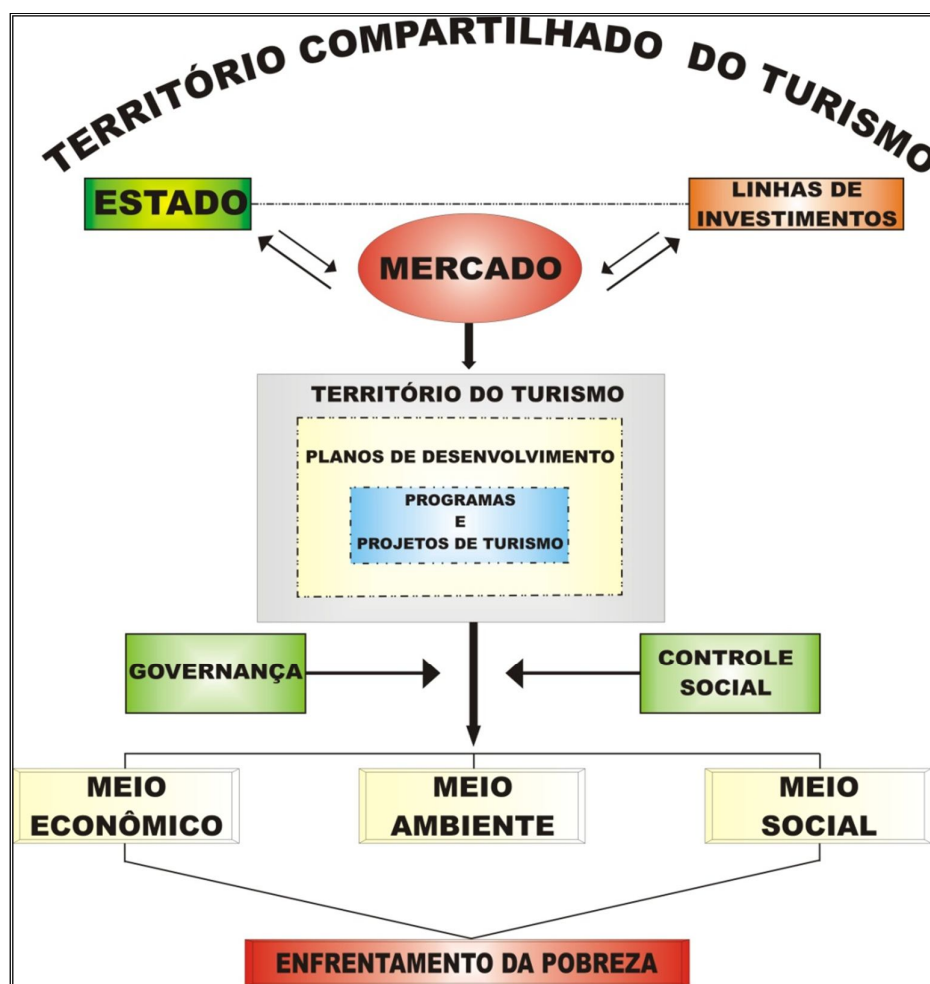 TERRITÓRIO COMPARTILHADO DO TURISMO
ESTADO
LINHAS DE
INVESTIMENTOS
MERCADO
TERRITÓRIO DO TURISMO
PLANOS DE DESENVOLVIMENTO
PROGRAMAS
E
PROJETOS DE TURISMO
GOVERNANÇA
CONTROLE
SOCIAL
MEIO
ECONÔMICO
MEIO
AMBIENTE
MEIO
SOCIAL
ENFRENTAMENTO DA POBREZA